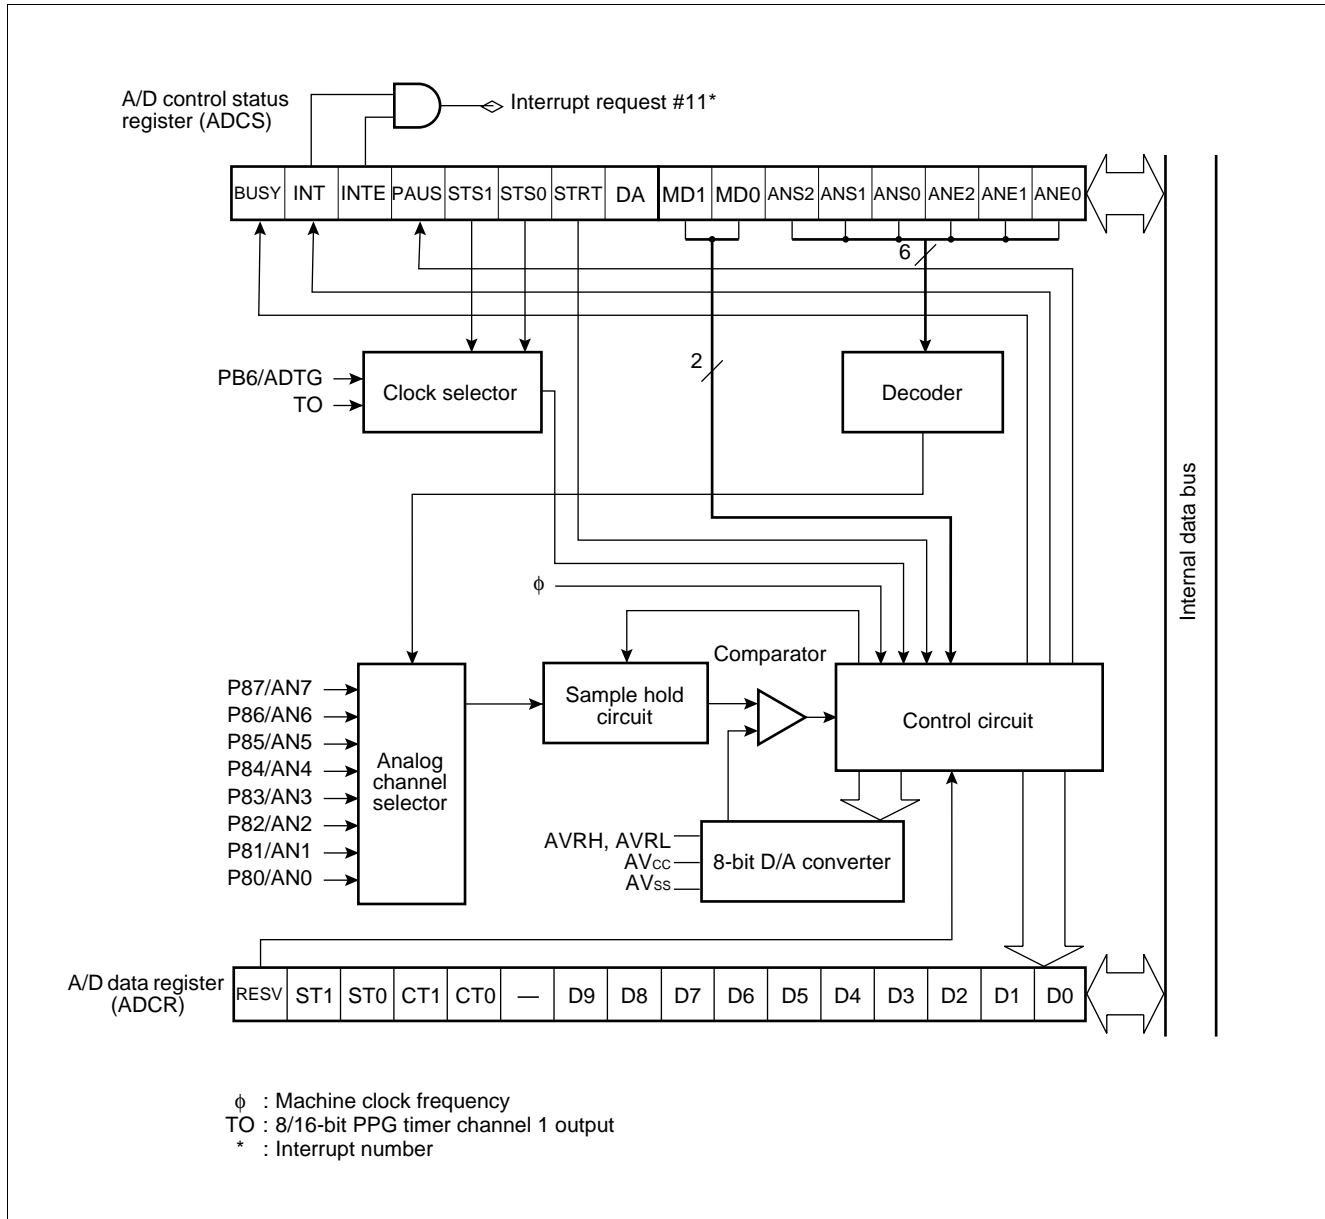 A/D control status
register (ADCS)
Interrupt request #11*
BUSY INT INTE PAUS STS1 STS0 STRT DA MD1 MD0 ANS2 ANS1 ANS0 ANE2 ANE1 ANE0
6
2
PB6/ADTG
TO
Clock selector
Decoder
Internal data bus
ϕ
Comparator
P87/AN7
P86/AN6
P85/AN5
P84/AN4
P83/AN3
P82/AN2
P81/AN1
P80/AN0
Analog
channel
selector
Sample hold
circuit
Control circuit
AVRH, AVRL
AVCC
AVSS
8-bit D/A converter
A/D data register
(ADCR)
RESV ST1 ST0 CT1 CT0 — D9 D8 D7 D6 D5 D4 D3 D2 D1 D0
ϕ : Machine clock frequency
TO : 8/16-bit PPG timer channel 1 output
* : Interrupt number